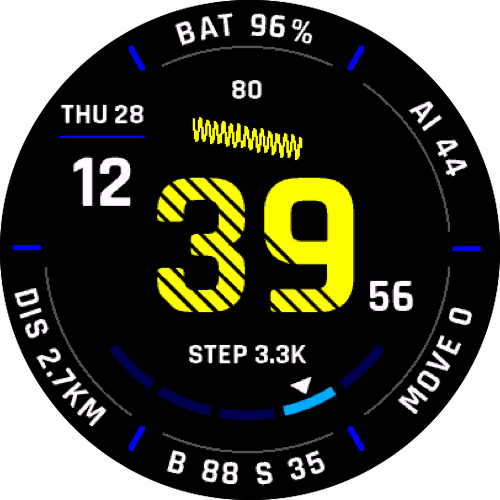 BAT 96%
80
THU 28
AI 44
12
39
56
DIS 2.7KM
STEP 3.3K
MOVE 0
B 88 S 35